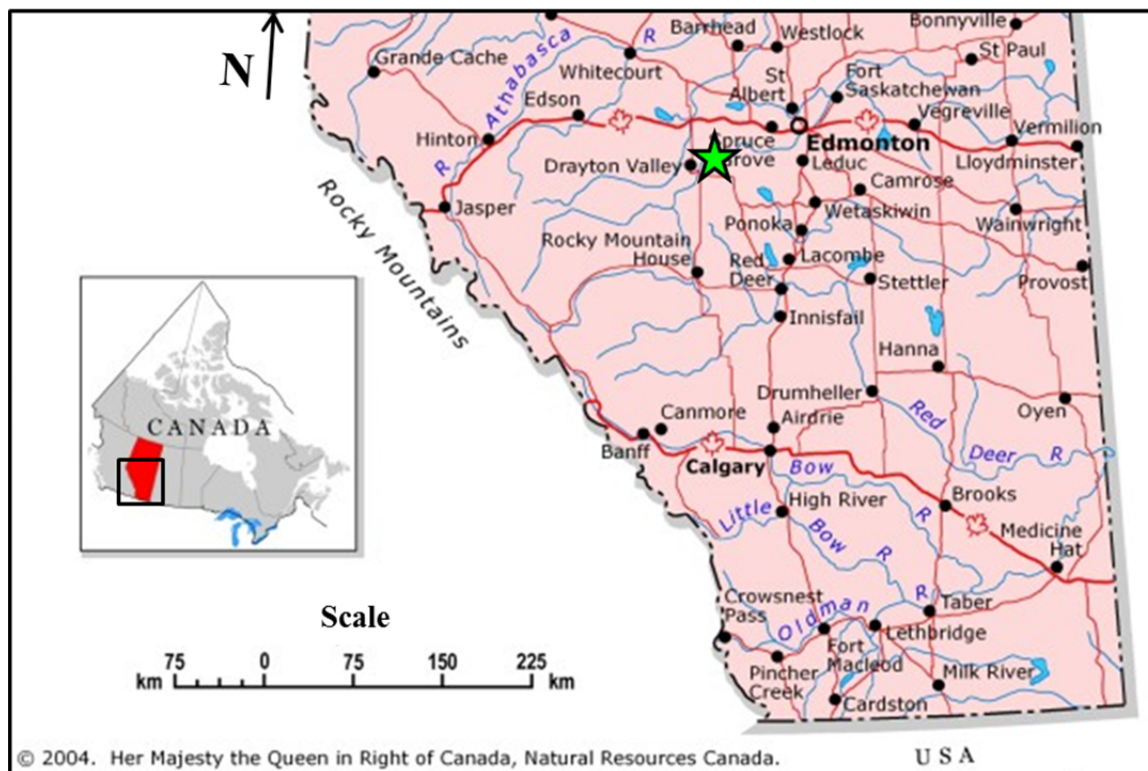 N
Grande Cache
Athabasca
R
Barrhead
Westlock
Bonnyville
St Paul
Whitecourt
St
Albert
Fort
Saskatchewan
Edson
Vegreville
Hinton
Spruce
Grove
Edmonton
Vermilion
Lloydminster
R
Drayton Valley
Leduc
Camrose
Jasper
Wetaskiwin
Wainwright
Ponoka
Rocky Mountains
Rocky Mountain
House
Red
Deer
Lacombe
Stettler
Provost
Innisfail
Hanna
Drumheller
Oyen
Canmore
Airdrie
Red
Deer
R
Banff
Calgary
Bow
R
Brooks
CANADA
Little
Bow
R
High River
Medicine
Hat
Scale
Crowsnest
Pass
Oldman
R
Taber
Lethbridge
Fort
Macleod
Pincher
Creek
Milk River
Cardston
75 0 75 150 225
km km
© 2004. Her Majesty the Queen in Right of Canada, Natural Resources Canada.
USA